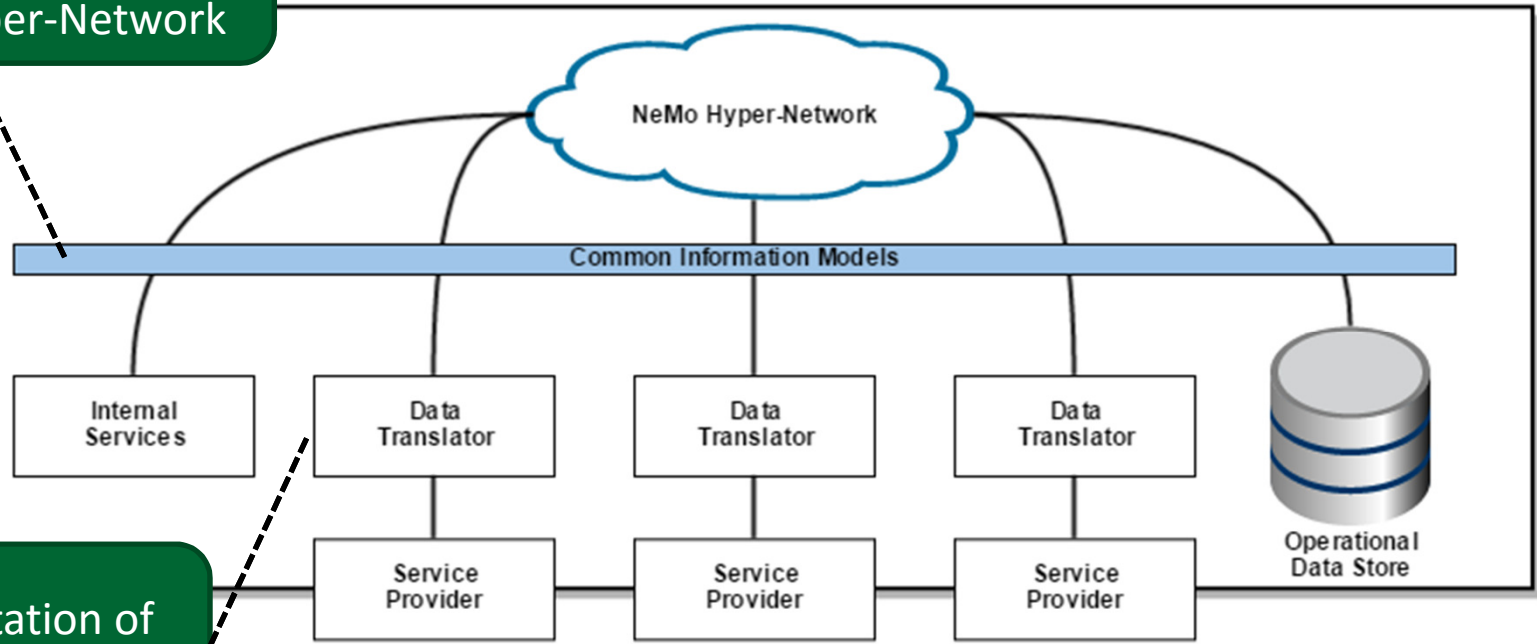 er-Network
NeMo Hyper-Network
Common Information Models
Internal
Services
Data
Translator
Data
Translator
Data
Translator
Service
Provider
Service
Provider
Service
Provider
Operational
Data Store
tation of